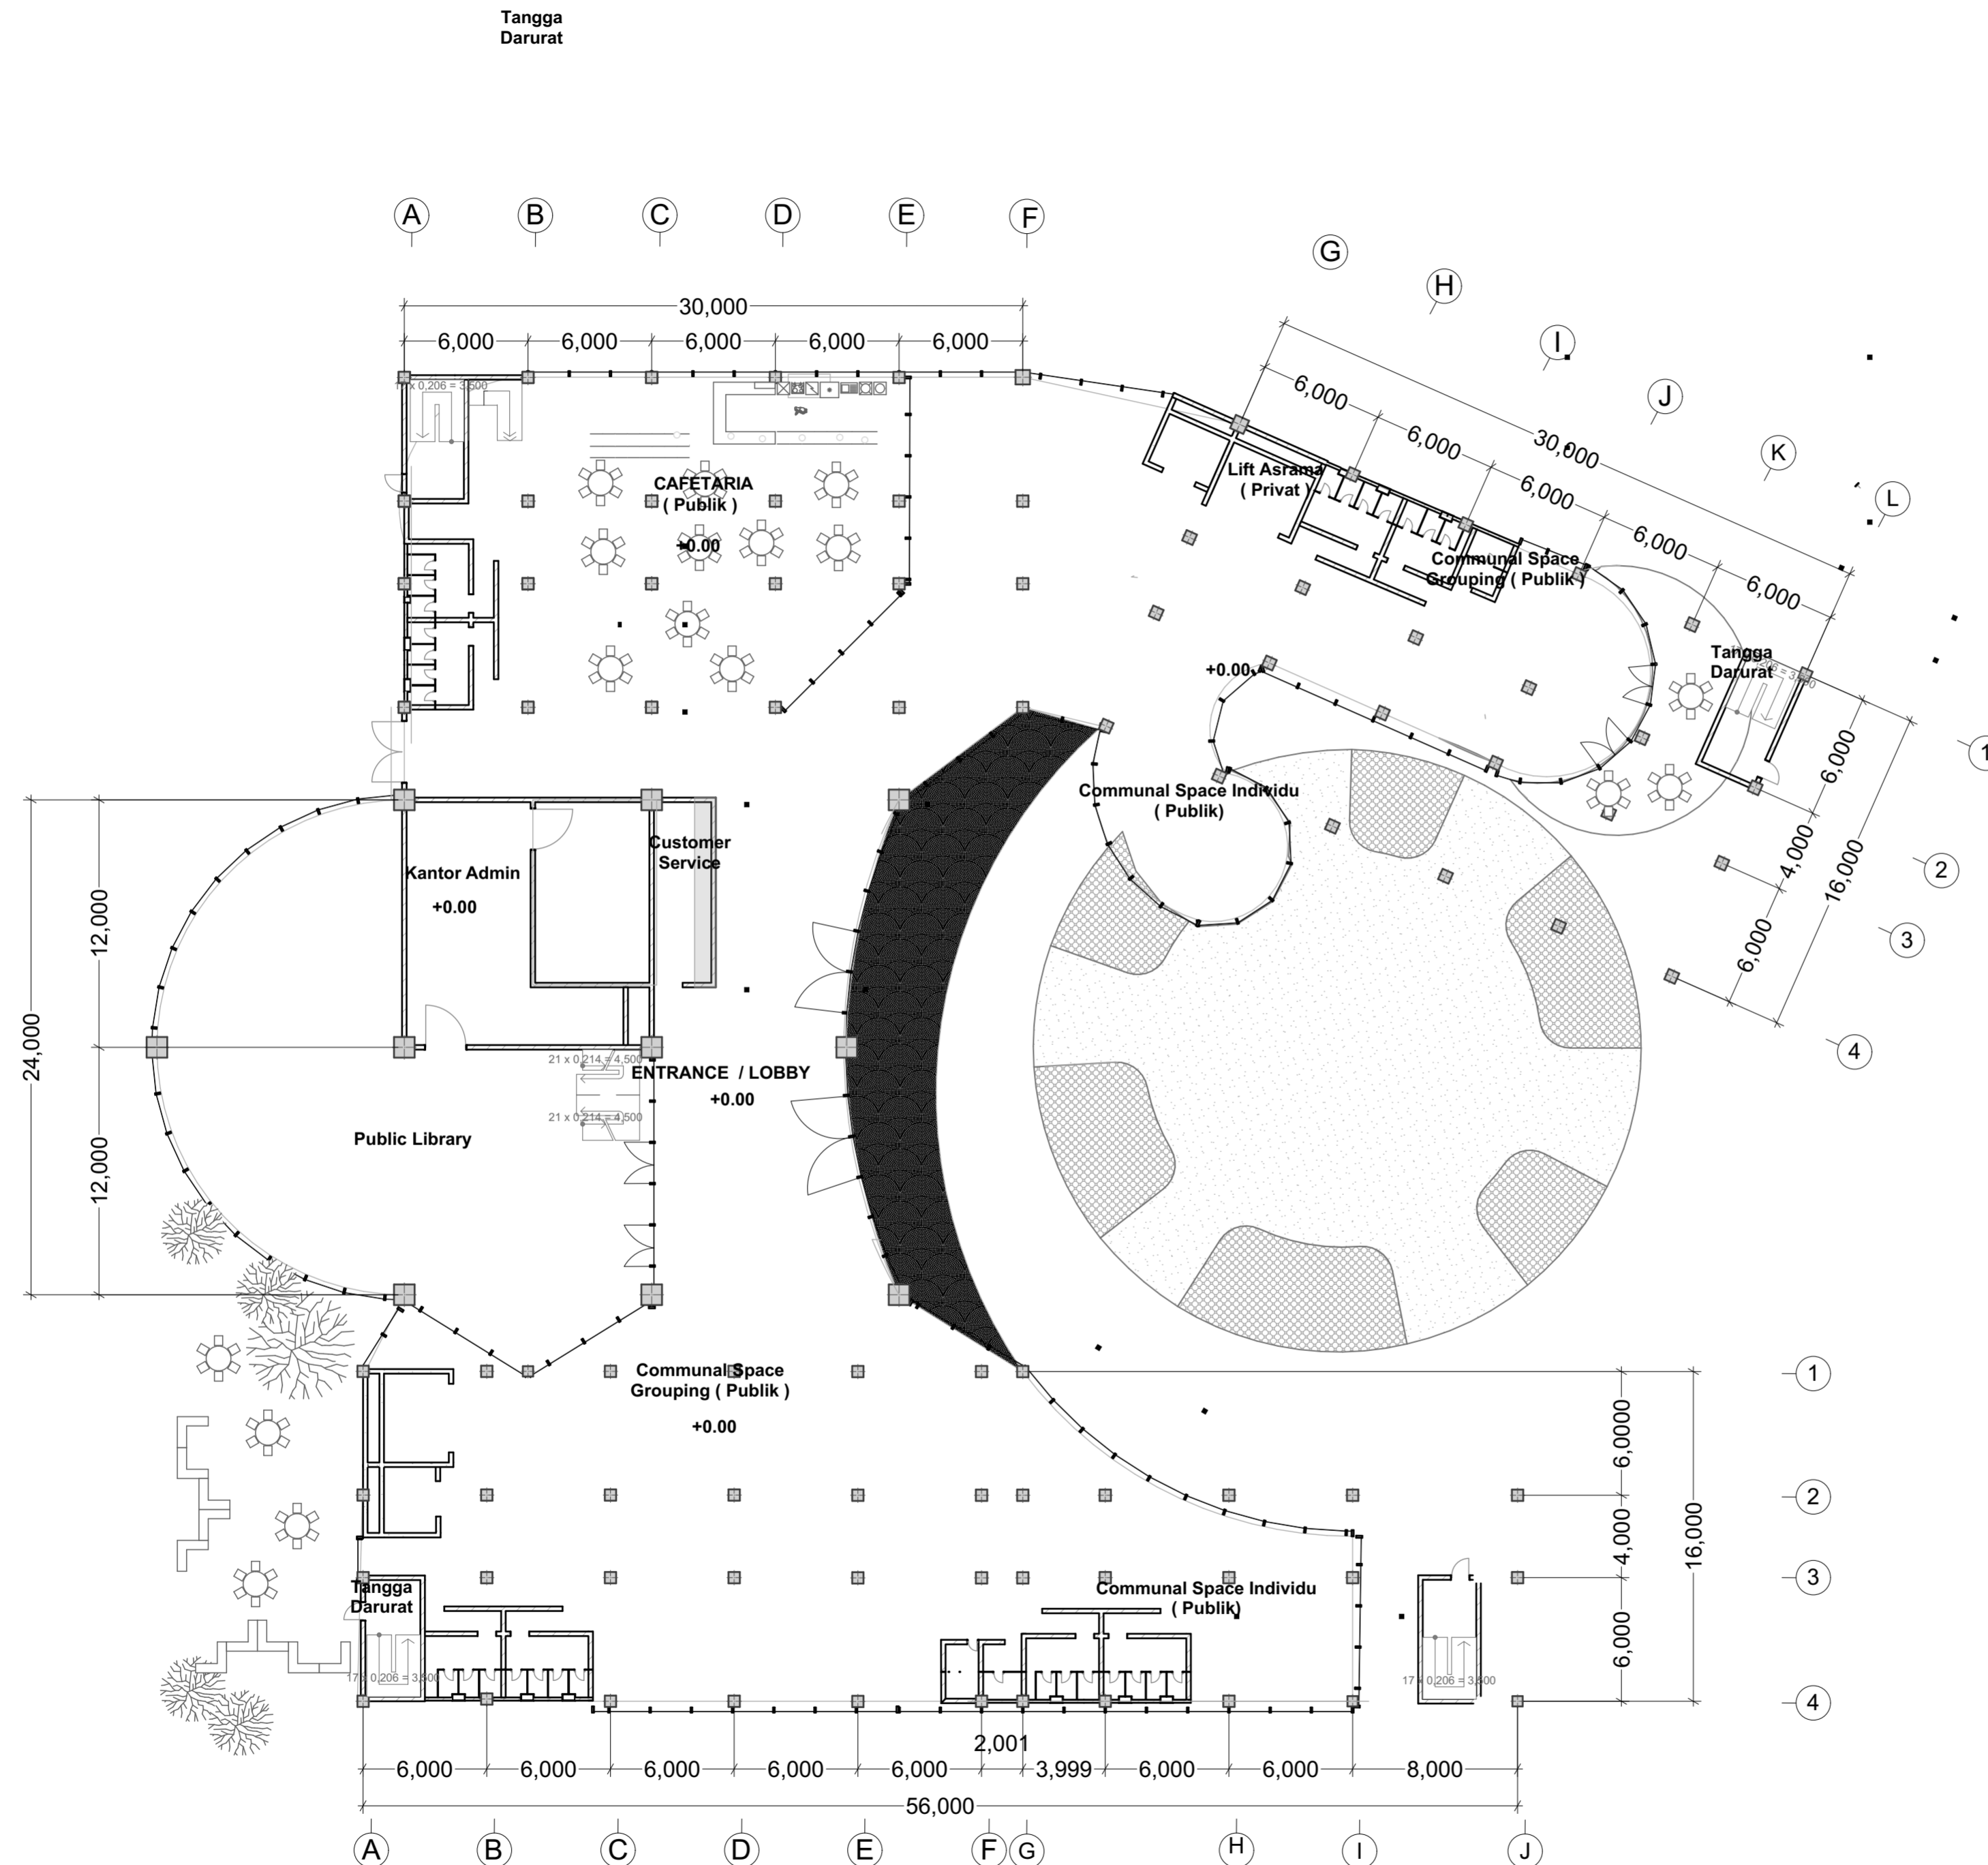 Tangga
Darurat
A
B
C
D
E
F
G
H
I
J
K
L
30,000
6,000
6,000
6,000
6,000
6,000
30,000
6,000
6,000
6,000
6,000
6,000
CAFETARIA
( Publik )
+0.00
Lift Asrama
( Privat )
Communal Space
Grouping ( Publik )
+0.00
Tangga
Darurat
6,000
4,000
6,000
16,000
1
2
3
4
Communal Space Individu
( Publik)
Customer
Service
Kantor Admin
+0.00
24,000
12,000
12,000
21 x 0,214 = 4,500
21 x 0,214 = 4,500
ENTRANCE / LOBBY
+0.00
Public Library
Communal Space
Grouping ( Publik )
+0.00
Tangga
Darurat
17 x 0,206 = 3,500
Communal Space Individu
( Publik)
17 x 0,206 = 3,500
6,0000
4,000
6,000
16,000
1
2
3
4
2,001
6,000
6,000
6,000
6,000
6,000
3,999
6,000
6,000
8,000
56,000
A
B
C
D
E
F
G
H
I
J